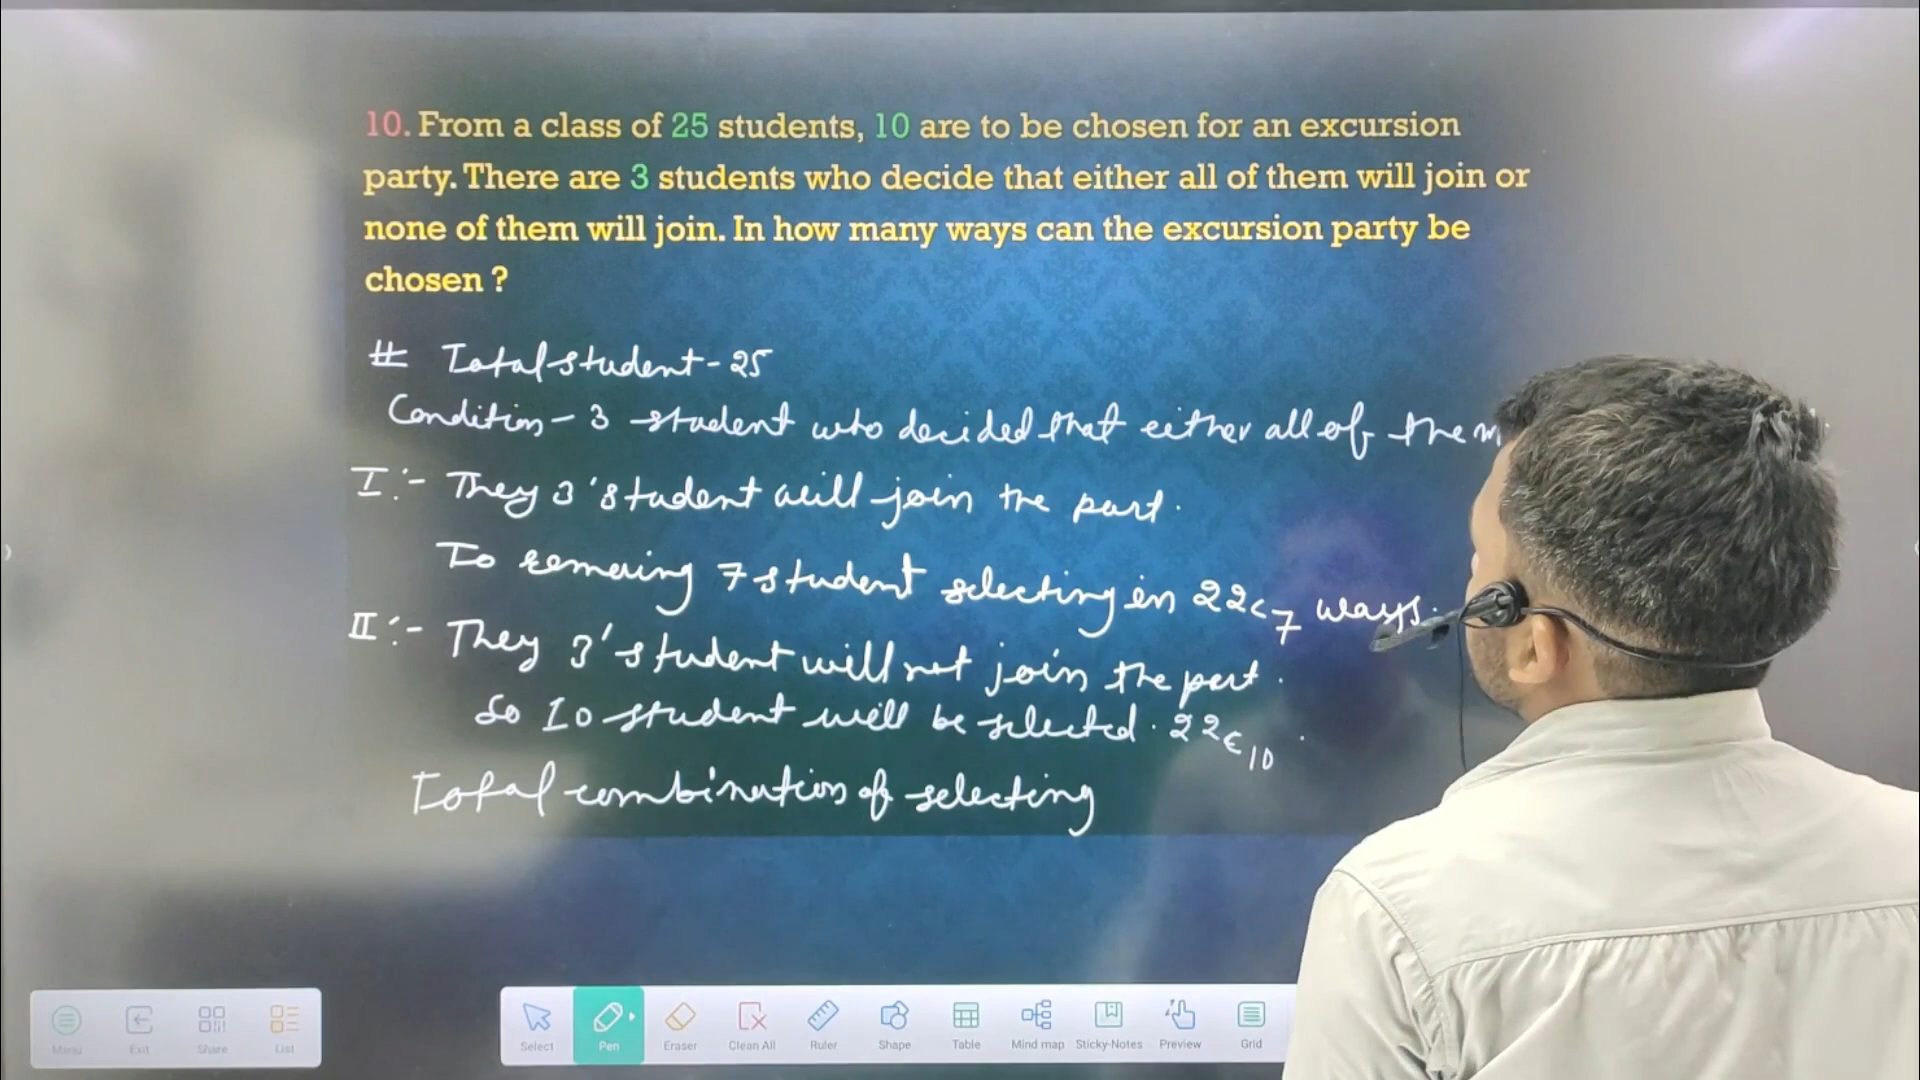 10. From a class of 25 students, 10 are to be chosen for an excursion
party. There are 3 students who decide that either all of them will join or
none of them will join. In how many ways can the excursion party be
chosen ?
# Total student - 25
Condition - 3 student who decided that either all of them
I :- They 3 'student will join the part.
To remaing 7 student selecting in 22c7 ways.
II :- They 3 'student will not join the part.
So 10 student will be selected. 22c10.
Total combination of selecting
Menu Exit Share List
Select Pen Eraser Clean All Ruler Shape Table Mind map Sticky-Notes Preview Grid